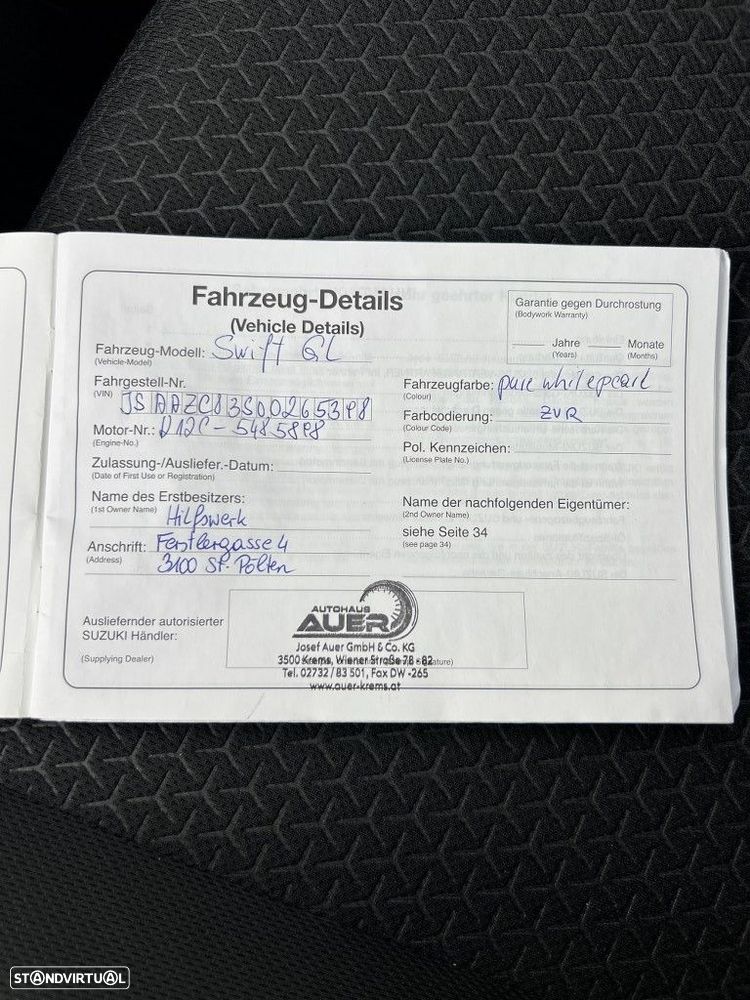 Fahrzeug-Details
(Vehicle Details)
Garantie gegen Durchrostung
(Bodywork Warranty)
Jahre
(Years)
Monate
(Months)
Fahrzeug-Modell: Swift GL
(Vehicle-Model)
Fahrgestell-Nr.
(VIN)
Motor-Nr.: D12C-5485898
(Engine-No.)
Zulassung-/Ausliefer.-Datum:
(Date of First Use or Registration)
Name des Erstbesitzers:
(1st Owner Name) Hilfswerk
Anschrift: Ferstlergasse 4
(Address) 3100 St. Pölten
Fahrzeugfarbe: pure white pearl
(Colour)
Farbcodierung: ZVR
(Colour Code)
Pol. Kennzeichen:
(License Plate No.)
Name der nachfolgenden Eigentümer:
(2nd Owner Name)
siehe Seite 34
(see page 34)
Ausliefernder autorisierter
SUZUKI Händler:
(Supplying Dealer)
AUTOHAUS
AUER
Josef Auer GmbH & Co. KG
3500 Krems, Wiener Straße 78 - 82
Tel. 02732 / 83 501, Fax DW -265
www.auer-krems.at
STANDVIRTUAL